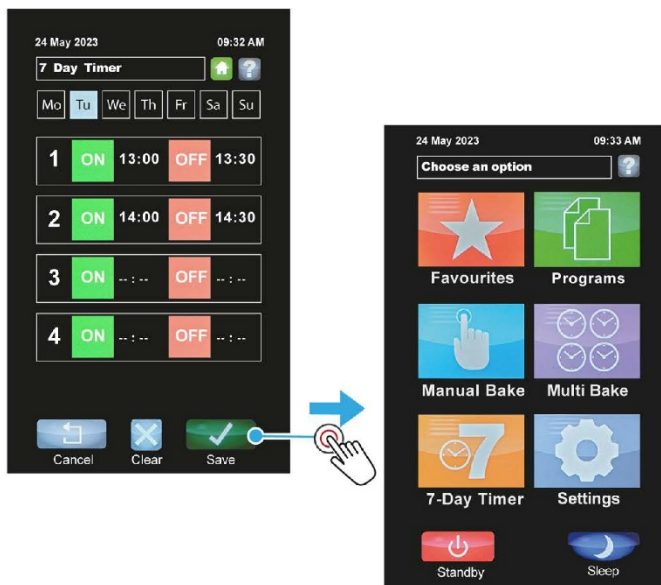 24 May 2023 09:32 AM
7 Day Timer ?
Mo Tu We Th Fr Sa Su
1 ON 13:00 OFF 13:30
2 ON 14:00 OFF 14:30
3 ON --:-- OFF --:--
4 ON --:-- OFF --:--
Cancel Clear Save
24 May 2023 09:33 AM
Choose an option ?
Favourites Programs
Manual Bake Multi Bake
7
7-Day Timer Settings
Standby Sleep